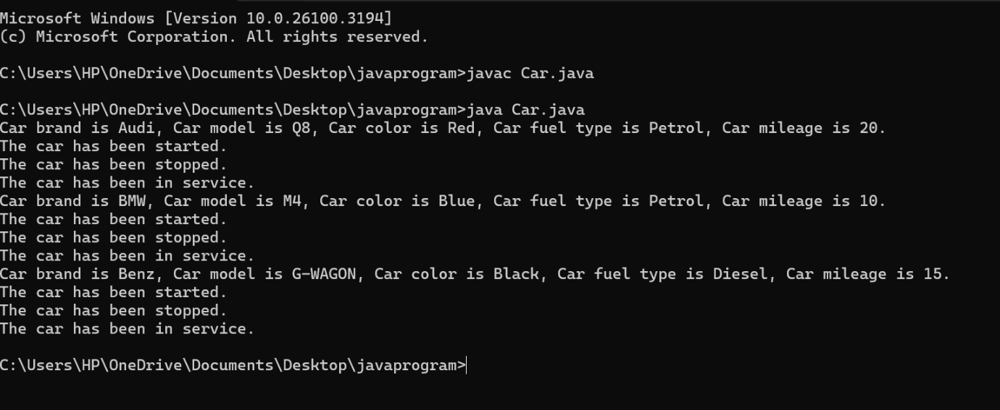 Microsoft Windows [Version 10.0.26100.3194]
(c) Microsoft Corporation. All rights reserved.
C:\Users\HP\OneDrive\Documents\Desktop\javaprogram>javac Car.java
C:\Users\HP\OneDrive\Documents\Desktop\javaprogram>java Car.java
Car brand is Audi, Car model is Q8, Car color is Red, Car fuel type is Petrol, Car mileage is 20.
The car has been started.
The car has been stopped.
The car has been in service.
Car brand is BMW, Car model is M4, Car color is Blue, Car fuel type is Petrol, Car mileage is 10.
The car has been started.
The car has been stopped.
The car has been in service.
Car brand is Benz, Car model is G-WAGON, Car color is Black, Car fuel type is Diesel, Car mileage is 15.
The car has been started.
The car has been stopped.
The car has been in service.
C:\Users\HP\OneDrive\Documents\Desktop\javaprogram>